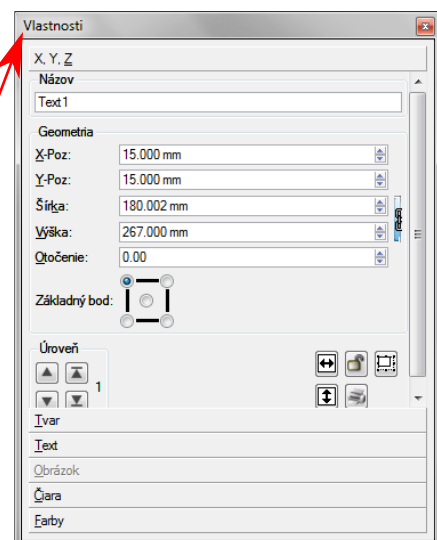 Vlastnosti
X, Y, Z
Názov
Text1
Geometria
X-Poz: 15.000 mm
Y-Poz: 15.000 mm
Šírka: 180.002 mm
Výška: 267.000 mm
Otočenie: 0.00
Základný bod:
Úroveň
1
Tvar
Text
Obrázok
Čiara
Farby